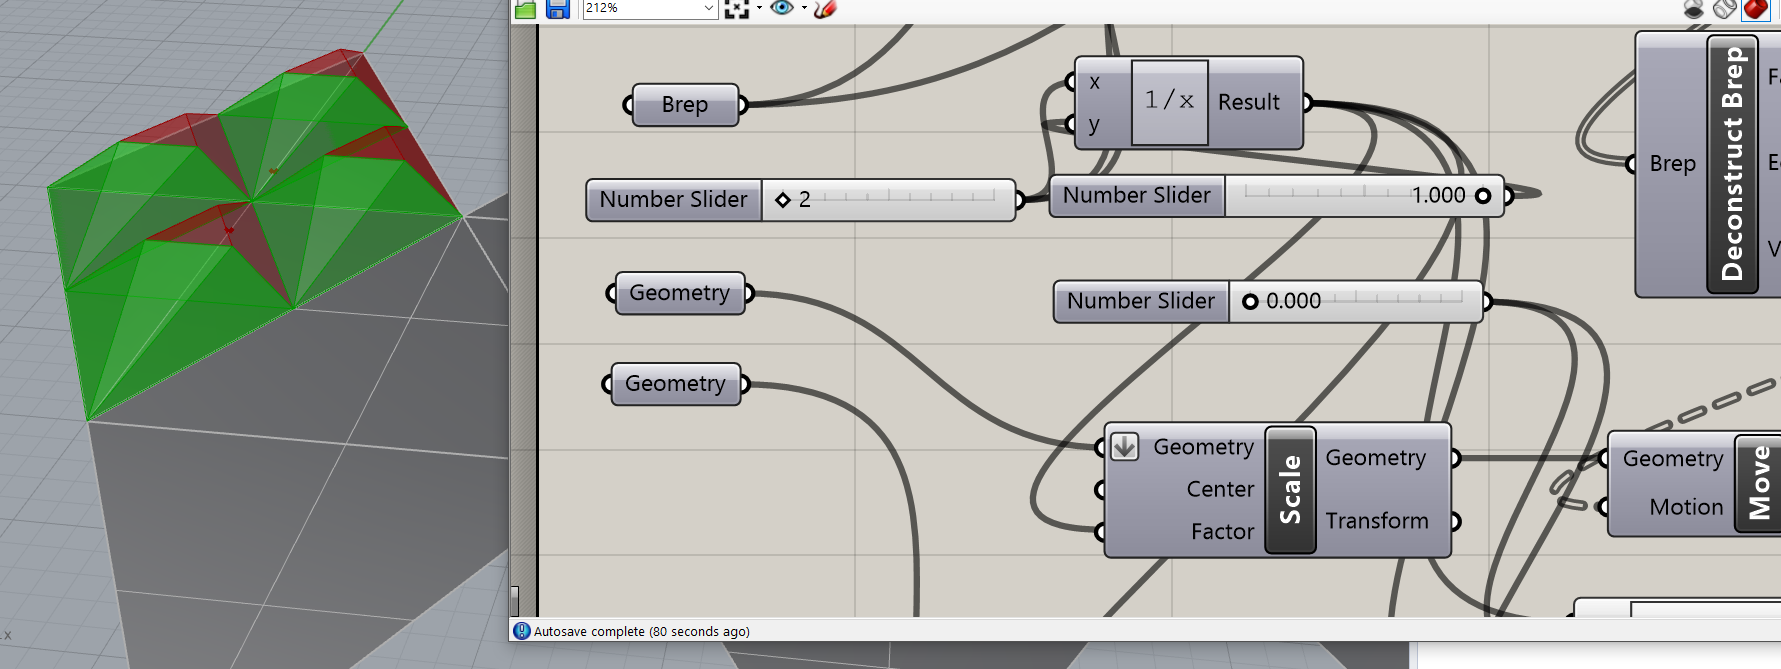 212%
Brep
x
y
1/x
Result
Number Slider
2
Number Slider
1.000
Brep
Deconstruct Brep
Geometry
Number Slider
0.000
Geometry
Geometry
Center
Factor
Scale
Geometry
Transform
Geometry
Motion
Move
x
Autosave complete (80 seconds ago)